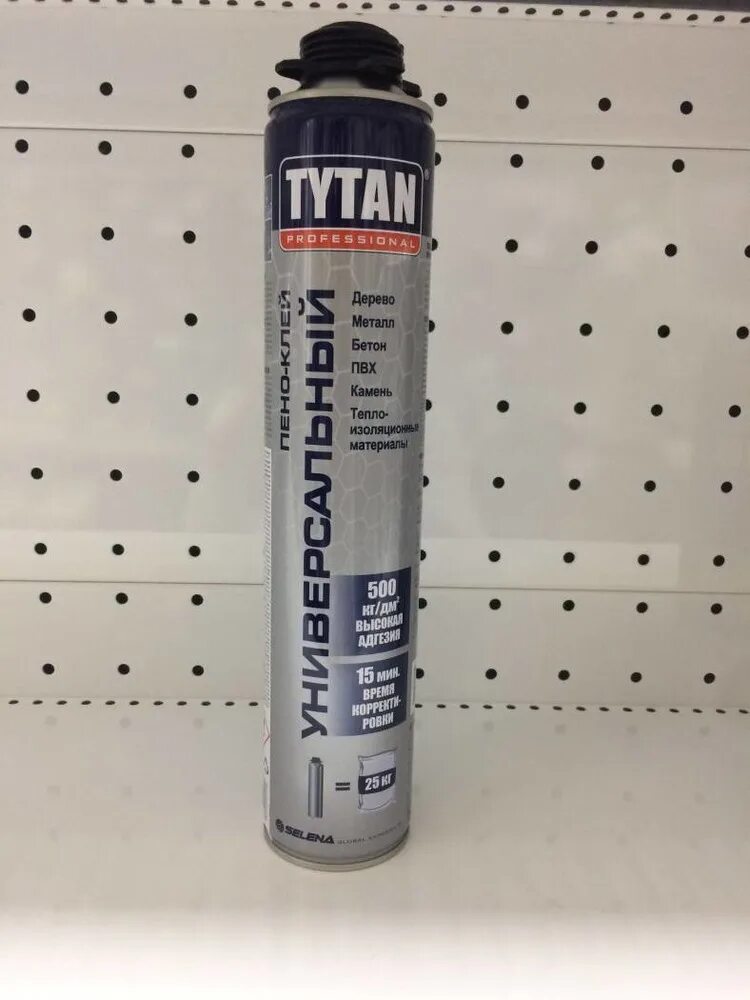 TYTAN
®
PROFESSIONAL
ПЕНО-КЛЕЙ
УНИВЕРСАЛЬНЫЙ
Дерево
Металл
Бетон
ПВХ
Камень
Тепло-
изоляционные
материалы
500
кг/дм²
ВЫСОКАЯ
АДГЕЗИЯ
15 МИН.
ВРЕМЯ
КОРРЕКТИ-
РОВКИ
=
25 КГ
SELENA